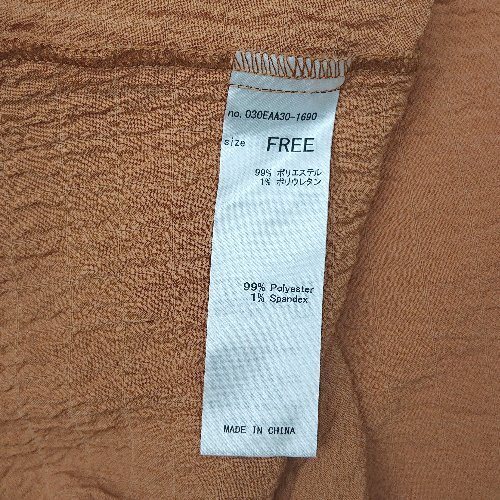 no. 030EAA30-1690
size FREE
99% ポリエステル
1% ポリウレタン
99% Polyester
1% Spandex
MADE IN CHINA